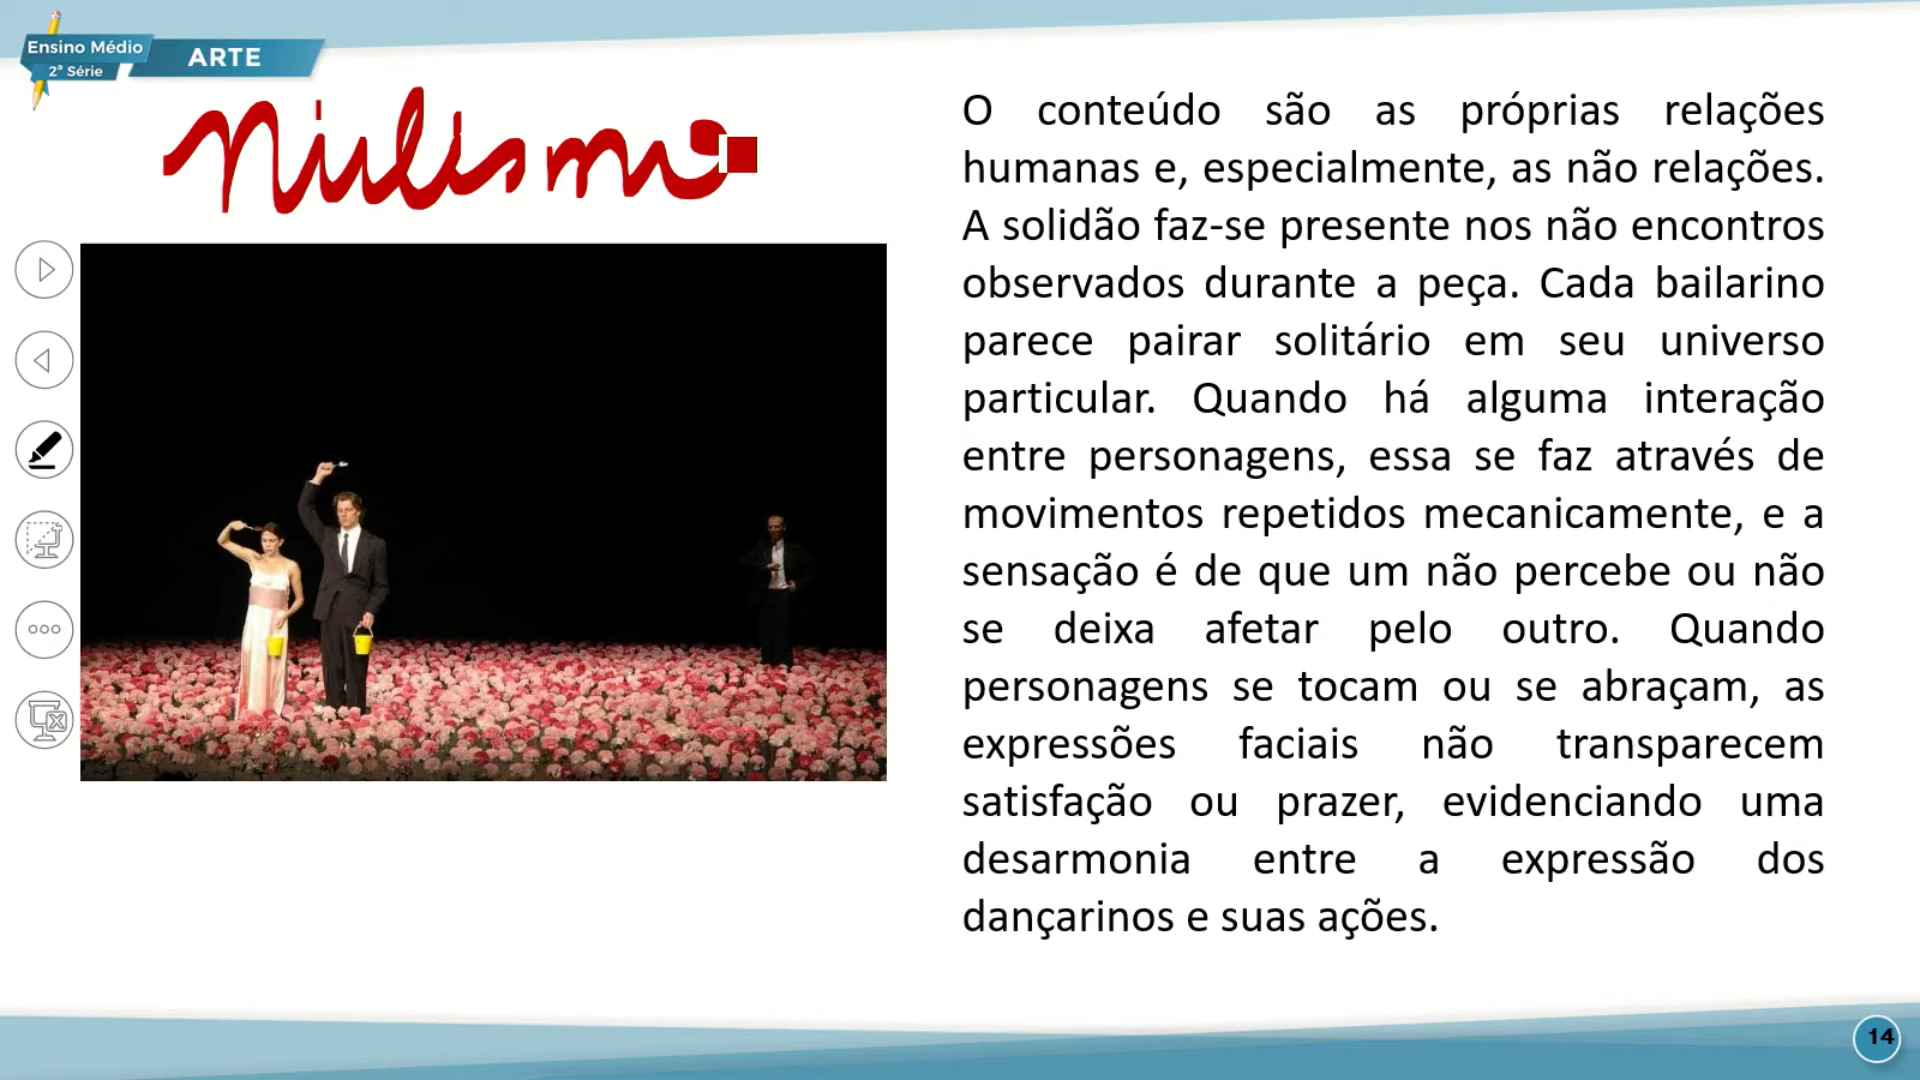 Ensino Médio
2ª Série
ARTE
Niilismo
O conteúdo são as próprias relações
humanas e, especialmente, as não relações.
A solidão faz-se presente nos não encontros
observados durante a peça. Cada bailarino
parece pairar solitário em seu universo
particular. Quando há alguma interação
entre personagens, essa se faz através de
movimentos repetidos mecanicamente, e a
sensação é de que um não percebe ou não
se deixa afetar pelo outro. Quando
personagens se tocam ou se abraçam, as
expressões faciais não transparecem
satisfação ou prazer, evidenciando uma
desarmonia entre a expressão dos
dançarinos e suas ações.
14